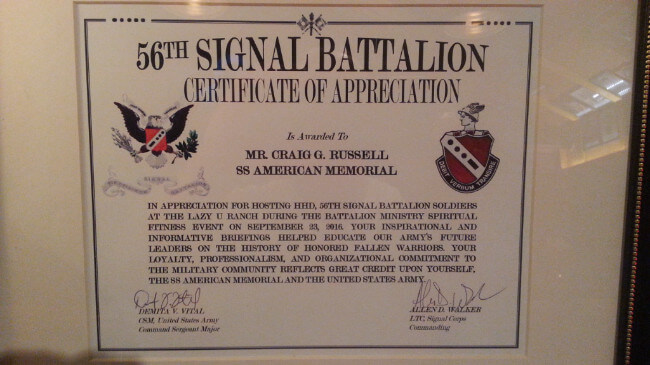 56TH SIGNAL BATTALION
CERTIFICATE OF APPRECIATION
Is Awarded To
MR. CRAIG G. RUSSELL
SS AMERICAN MEMORIAL
DEBIT VERBUM TRANSIRE
IN APPRECIATION FOR HOSTING HHD, 56TH SIGNAL BATTALION SOLDIERS
AT THE LAZY U RANCH DURING THE BATTALION MINISTRY SPIRITUAL
FITNESS EVENT ON SEPTEMBER 23, 2016. YOUR INSPIRATIONAL AND
INFORMATIVE BRIEFINGS HELPED EDUCATE OUR ARMY'S FUTURE
LEADERS ON THE HISTORY OF HONORED FALLEN WARRIORS. YOUR
LOYALTY, PROFESSIONALISM, AND ORGANIZATIONAL COMMITMENT TO
THE MILITARY COMMUNITY REFLECTS GREAT CREDIT UPON YOURSELF,
THE SS AMERICAN MEMORIAL AND THE UNITED STATES ARMY.
DEMITA V. VITAL
CSM, United States Army
Command Sergeant Major
ALLEN D. WALKER
LTC, Signal Corps
Commanding